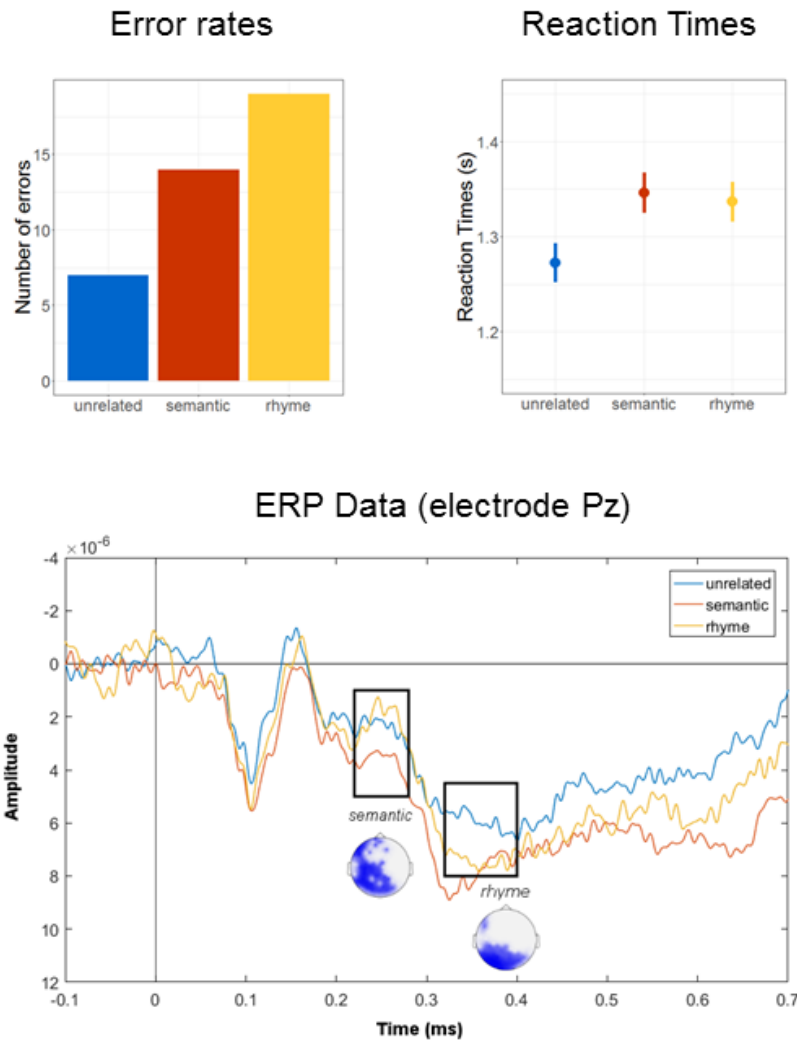 Error rates
Reaction Times
Number of errors
15
10
5
0
unrelated semantic rhyme
Reaction Times (s)
1.4
1.3
1.2
unrelated semantic rhyme
ERP Data (electrode Pz)
× 10⁻⁶
-4
-2
0
2
4
6
8
10
12
Amplitude
unrelated
semantic
rhyme
semantic
rhyme
-0.1 0 0.1 0.2 0.3 0.4 0.5 0.6 0.7
Time (ms)